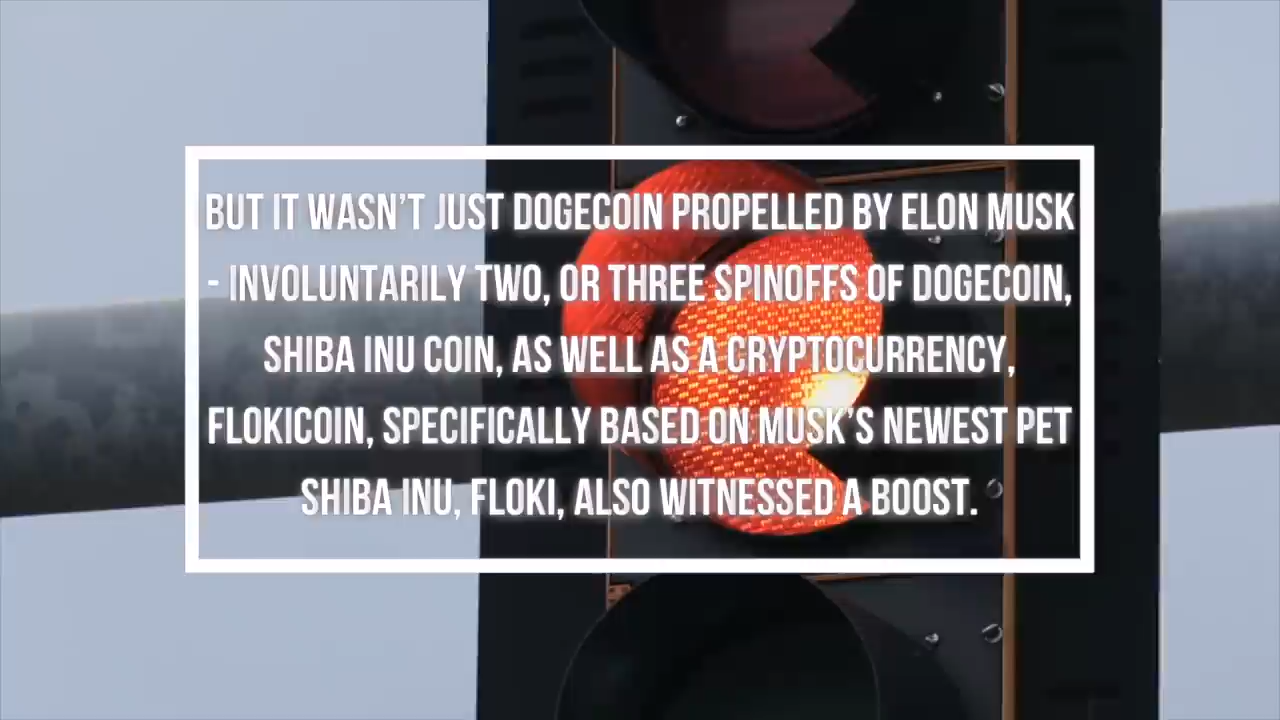 BUT IT WASN'T JUST DOGECOIN PROPELLED BY ELON MUSK
- INVOLUNTARILY TWO, OR THREE SPINOFFS OF DOGECOIN,
SHIBA INU COIN, AS WELL AS A CRYPTOCURRENCY,
FLOKICOIN, SPECIFICALLY BASED ON MUSK'S NEWEST PET
SHIBA INU, FLOKI, ALSO WITNESSED A BOOST.